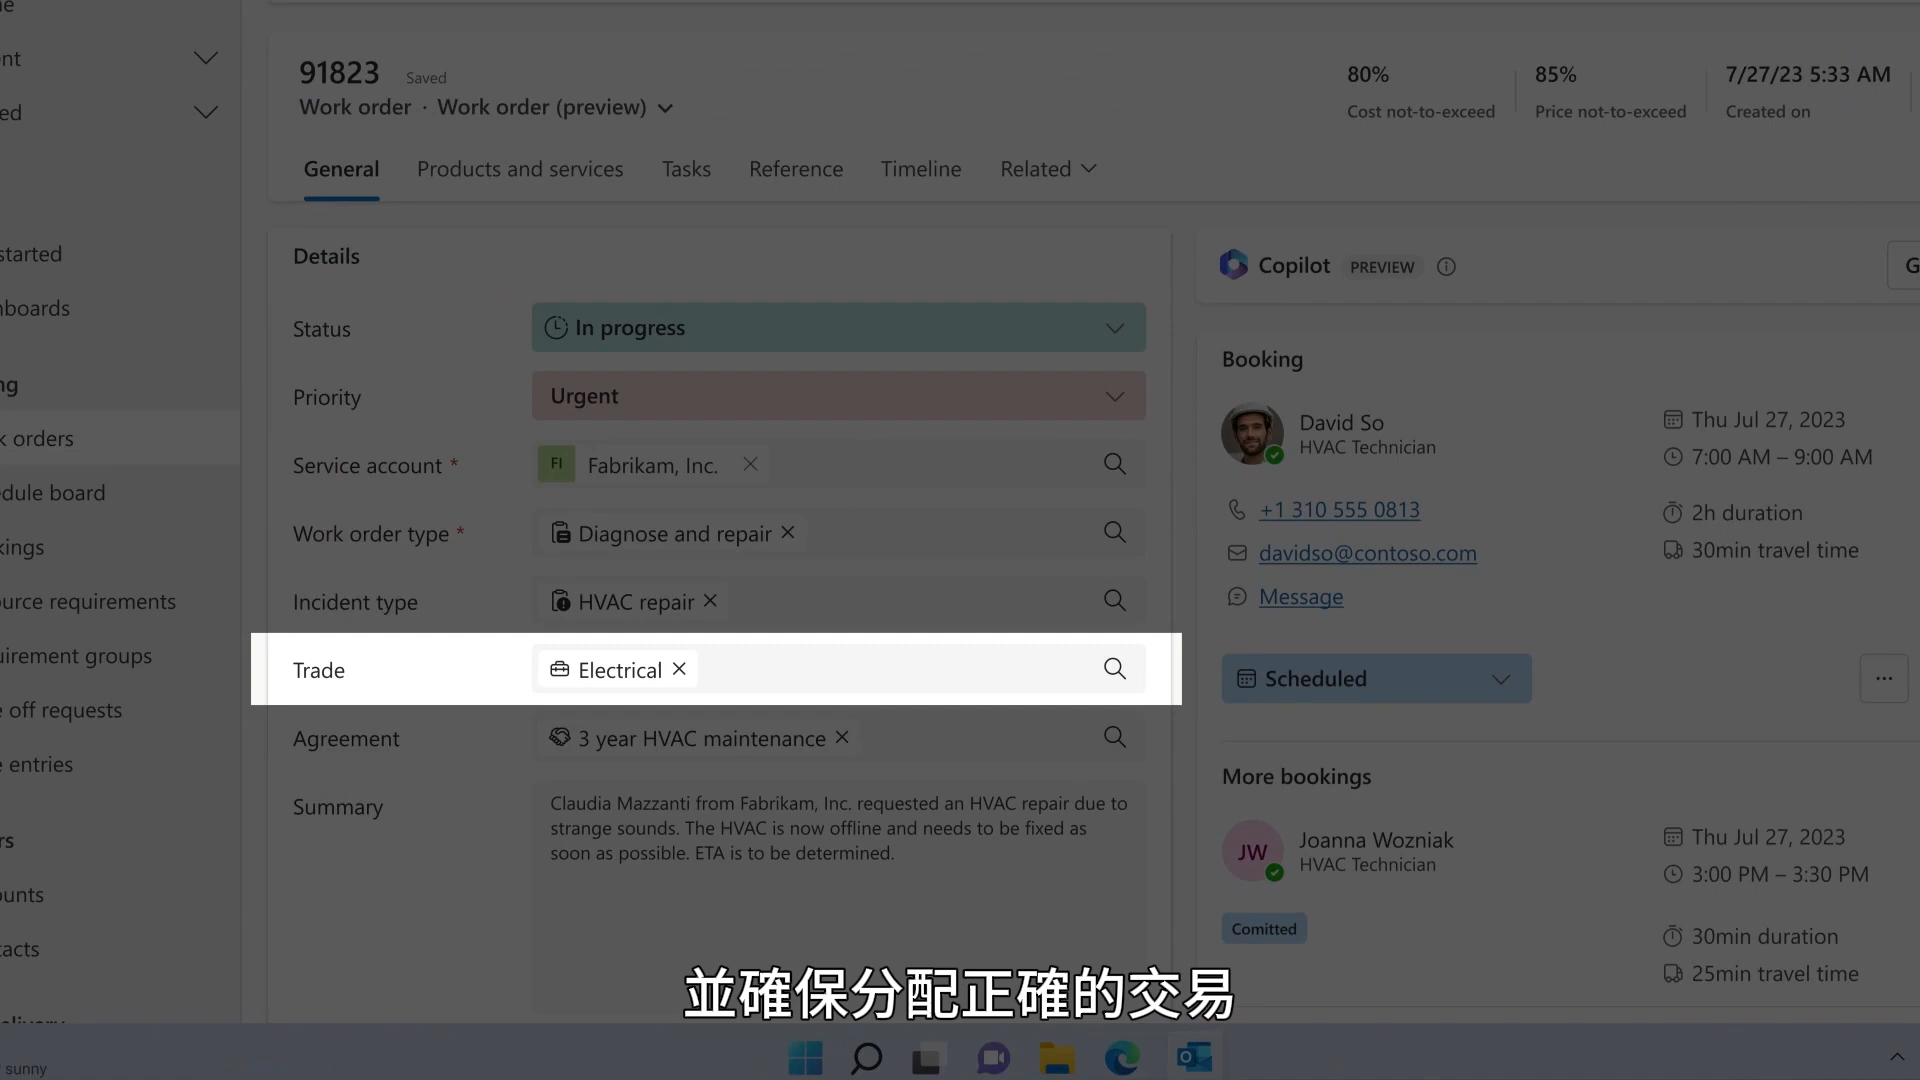 91823 Saved
Work order · Work order (preview)
80%
Cost not-to-exceed
85%
Price not-to-exceed
7/27/23 5:33 AM
Created on
General Products and services Tasks Reference Timeline Related
started
boards
ng
k orders
dule board
kings
urce requirements
uirement groups
e off requests
e entries
rs
unts
tacts
Details
Status In progress
Priority Urgent
Service account * FI Fabrikam, Inc.
Work order type * Diagnose and repair
Incident type HVAC repair
Trade Electrical
Agreement 3 year HVAC maintenance
Summary
Claudia Mazzanti from Fabrikam, Inc. requested an HVAC repair due to
strange sounds. The HVAC is now offline and needs to be fixed as
soon as possible. ETA is to be determined.
Copilot PREVIEW
G
Booking
David So
HVAC Technician
Thu Jul 27, 2023
7:00 AM – 9:00 AM
+1 310 555 0813
davidso@contoso.com
Message
2h duration
30min travel time
Scheduled
More bookings
JW
Joanna Wozniak
HVAC Technician
Thu Jul 27, 2023
3:00 PM – 3:30 PM
Comitted
30min duration
25min travel time
並確保分配正確的交易
sunny